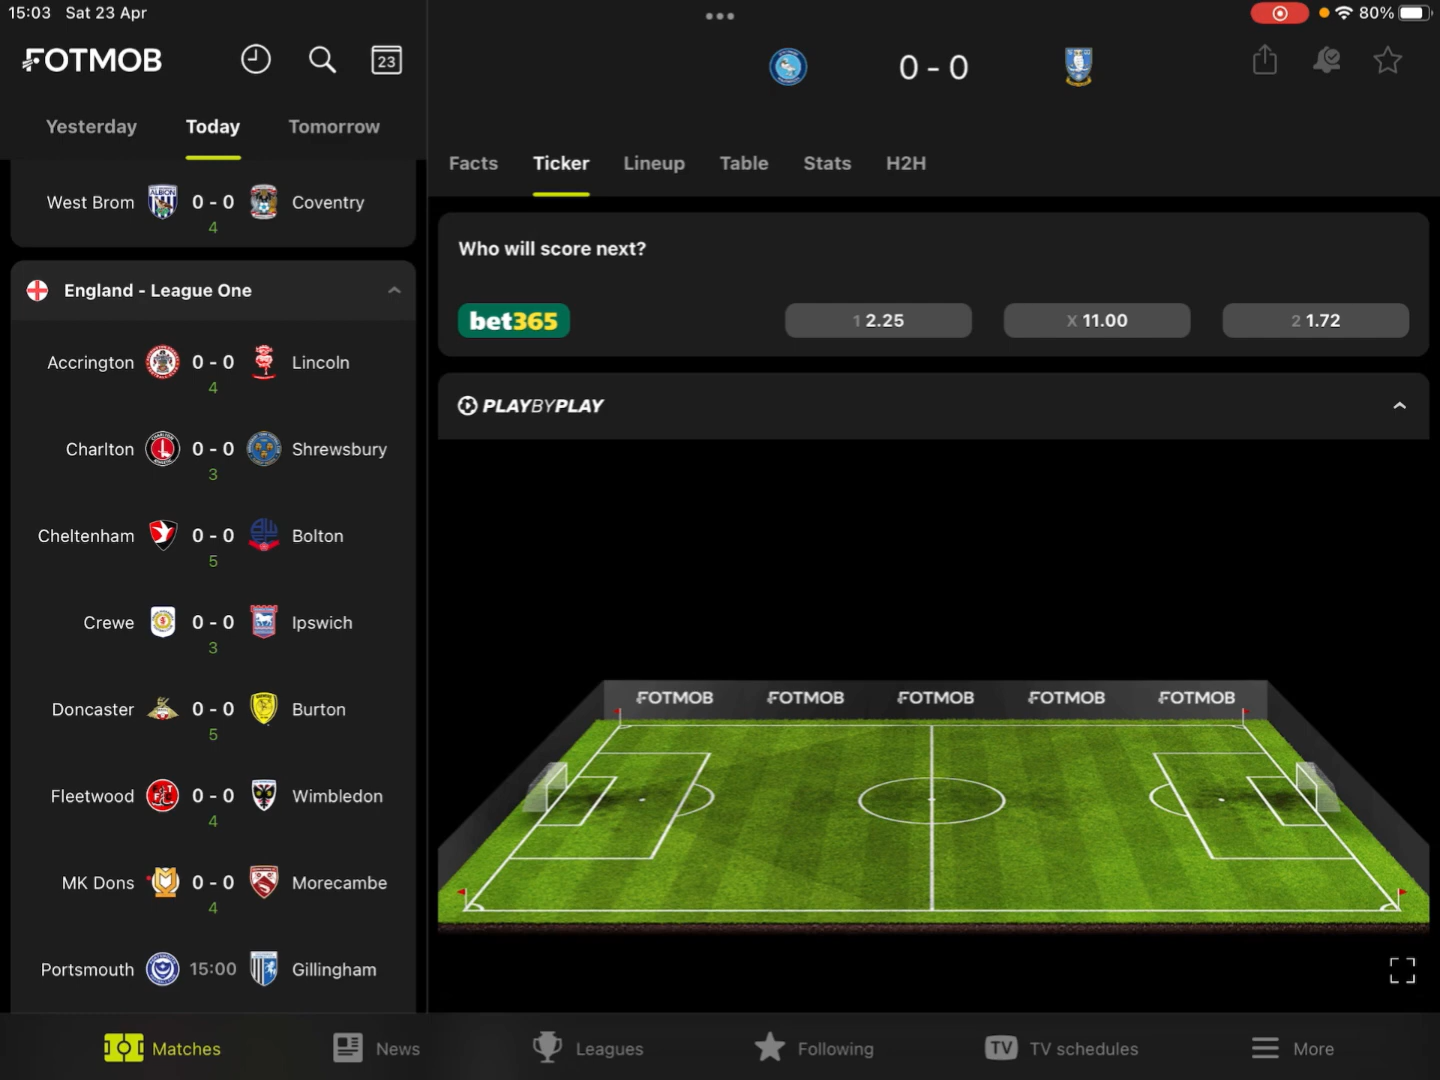 15:03 Sat 23 Apr
80%
FOTMOB
23
Yesterday Today Tomorrow
West Brom 0 - 0 Coventry
4
England - League One
Accrington 0 - 0 Lincoln
4
Charlton 0 - 0 Shrewsbury
3
Cheltenham 0 - 0 Bolton
5
Crewe 0 - 0 Ipswich
3
Doncaster 0 - 0 Burton
5
Fleetwood 0 - 0 Wimbledon
4
MK Dons 0 - 0 Morecambe
4
Portsmouth 15:00 Gillingham
0 - 0
Facts Ticker Lineup Table Stats H2H
Who will score next?
bet365 1 2.25 X 11.00 2 1.72
PLAYBYPLAY
FOTMOB FOTMOB FOTMOB FOTMOB FOTMOB
Matches News Leagues Following TV TV schedules More